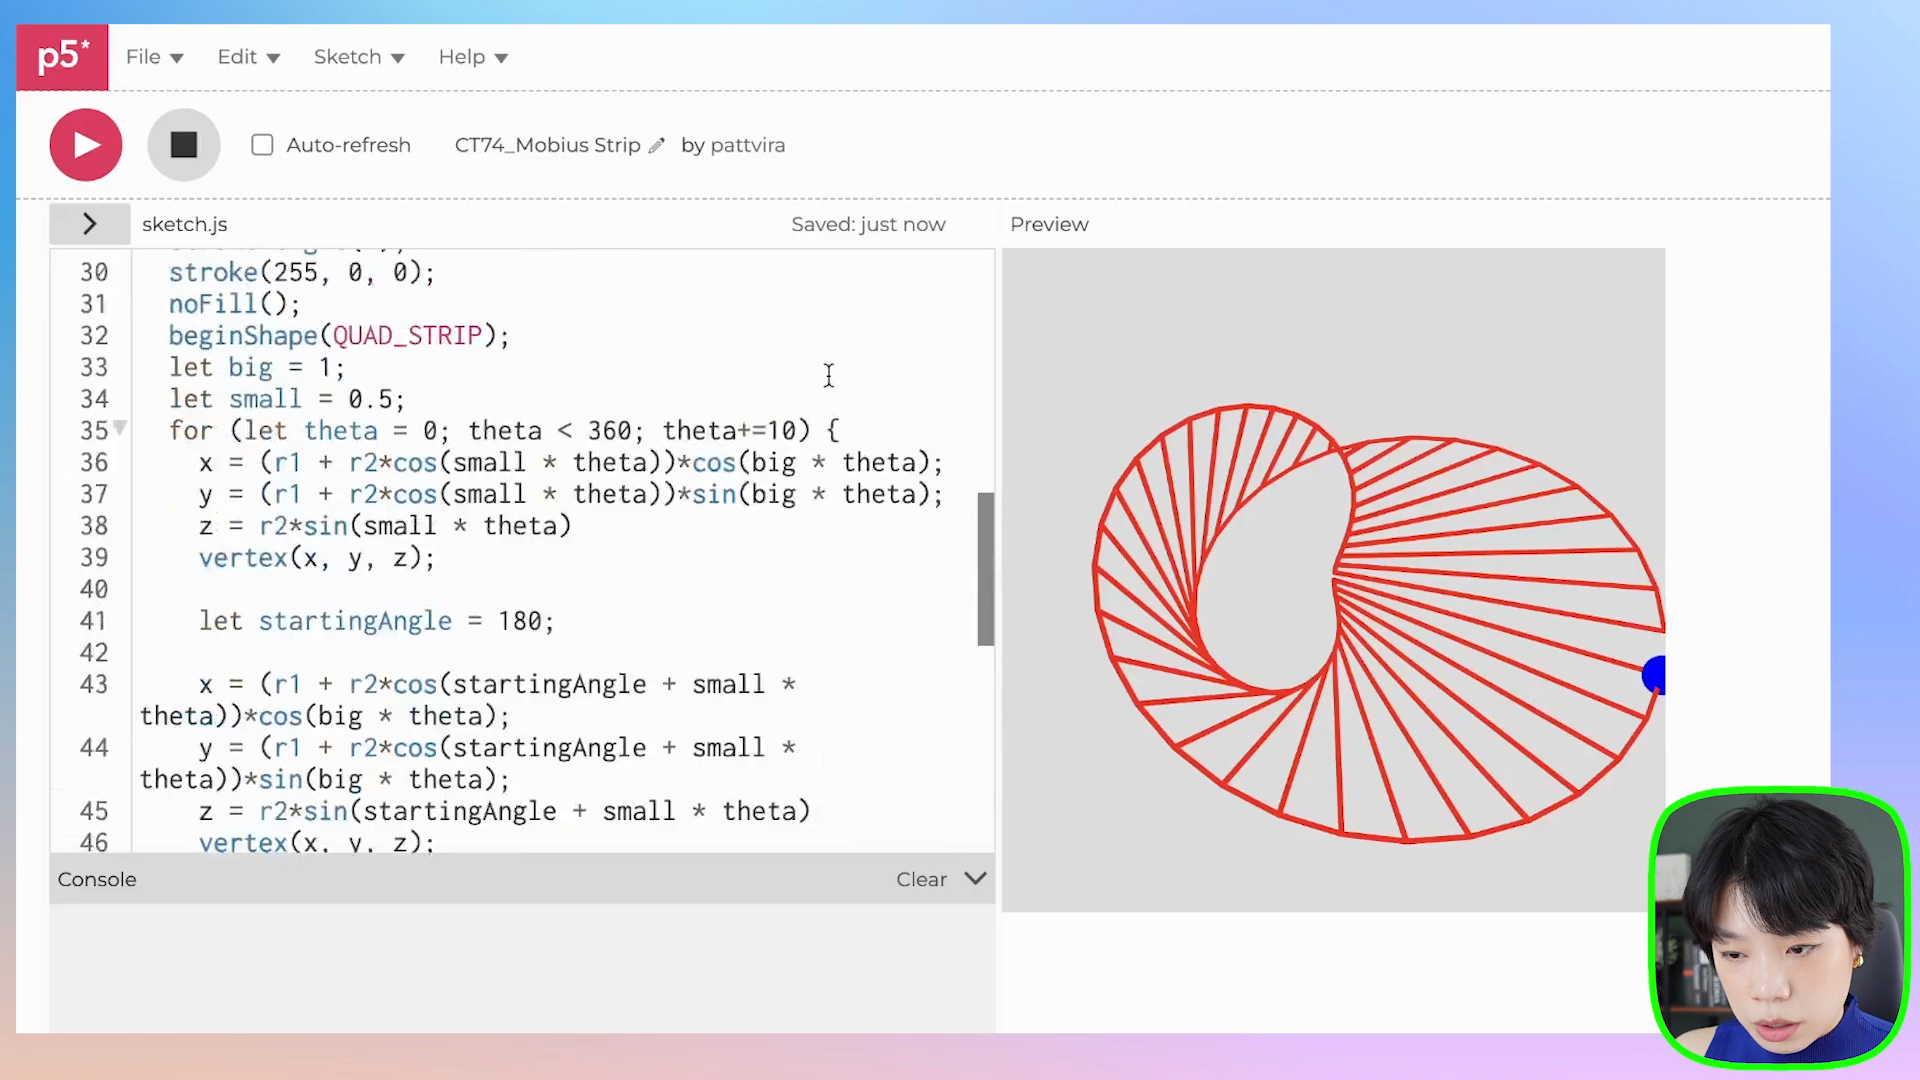 p5*
File
Edit
Sketch
Help
Auto-refresh
CT74_Mobius Strip
by pattvira
sketch.js
Saved: just now
Preview
30 stroke(255, 0, 0);
31 noFill();
32 beginShape(QUAD_STRIP);
33 let big = 1;
34 let small = 0.5;
35 for (let theta = 0; theta < 360; theta+=10) {
36 x = (r1 + r2*cos(small * theta))*cos(big * theta);
37 y = (r1 + r2*cos(small * theta))*sin(big * theta);
38 z = r2*sin(small * theta)
39 vertex(x, y, z);
40
41 let startingAngle = 180;
42
43 x = (r1 + r2*cos(startingAngle + small *
theta))*cos(big * theta);
44 y = (r1 + r2*cos(startingAngle + small *
theta))*sin(big * theta);
45 z = r2*sin(startingAngle + small * theta)
46 vertex(x, y, z);
Console
Clear